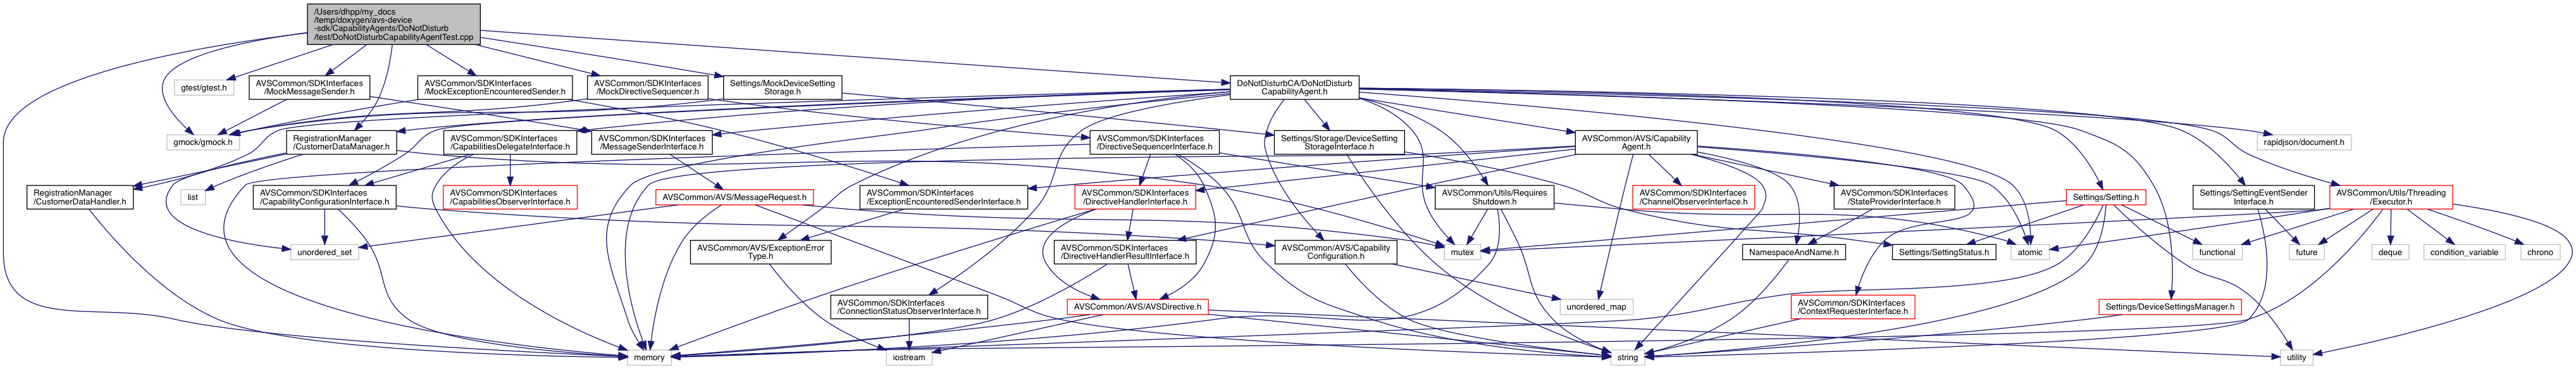 /Users/dhpp/my_docs
/temp/doxygen/avs-device
-sdk/CapabilityAgents/DoNotDisturb
/test/DoNotDisturbCapabilityAgentTest.cpp
gtest/gtest.h
AVSCommon/SDKInterfaces
/MockMessageSender.h
AVSCommon/SDKInterfaces
/MockExceptionEncounteredSender.h
AVSCommon/SDKInterfaces
/MockDirectiveSequencer.h
Settings/MockDeviceSetting
Storage.h
DoNotDisturbCA/DoNotDisturb
CapabilityAgent.h
gmock/gmock.h
RegistrationManager
/CustomerDataManager.h
AVSCommon/SDKInterfaces
/CapabilitiesDelegateInterface.h
AVSCommon/SDKInterfaces
/MessageSenderInterface.h
AVSCommon/SDKInterfaces
/DirectiveSequencerInterface.h
Settings/Storage/DeviceSetting
StorageInterface.h
AVSCommon/AVS/Capability
Agent.h
rapidjson/document.h
RegistrationManager
/CustomerDataHandler.h
list
AVSCommon/SDKInterfaces
/CapabilityConfigurationInterface.h
AVSCommon/SDKInterfaces
/CapabilitiesObserverInterface.h
AVSCommon/AVS/MessageRequest.h
AVSCommon/SDKInterfaces
/ExceptionEncounteredSenderInterface.h
AVSCommon/SDKInterfaces
/DirectiveHandlerInterface.h
AVSCommon/Utils/Requires
Shutdown.h
AVSCommon/SDKInterfaces
/ChannelObserverInterface.h
AVSCommon/SDKInterfaces
/StateProviderInterface.h
Settings/Setting.h
Settings/SettingEventSender
Interface.h
AVSCommon/Utils/Threading
/Executor.h
unordered_set
AVSCommon/AVS/ExceptionError
Type.h
AVSCommon/SDKInterfaces
/DirectiveHandlerResultInterface.h
AVSCommon/AVS/Capability
Configuration.h
mutex
NamespaceAndName.h
Settings/SettingStatus.h
atomic
functional
future
deque
condition_variable
chrono
AVSCommon/SDKInterfaces
/ConnectionStatusObserverInterface.h
AVSCommon/AVS/AVSDirective.h
unordered_map
AVSCommon/SDKInterfaces
/ContextRequesterInterface.h
Settings/DeviceSettingsManager.h
memory
iostream
string
utility